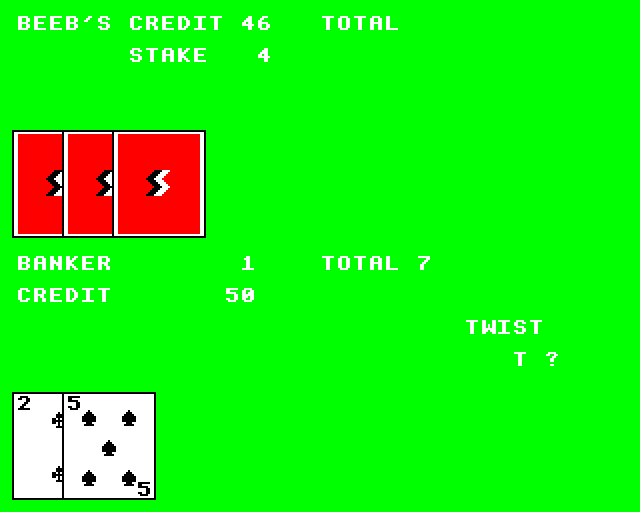 BEEB'S CREDIT 46 TOTAL
STAKE 4
BANKER 1 TOTAL 7
CREDIT 50
TWIST
T ?
2 5
5